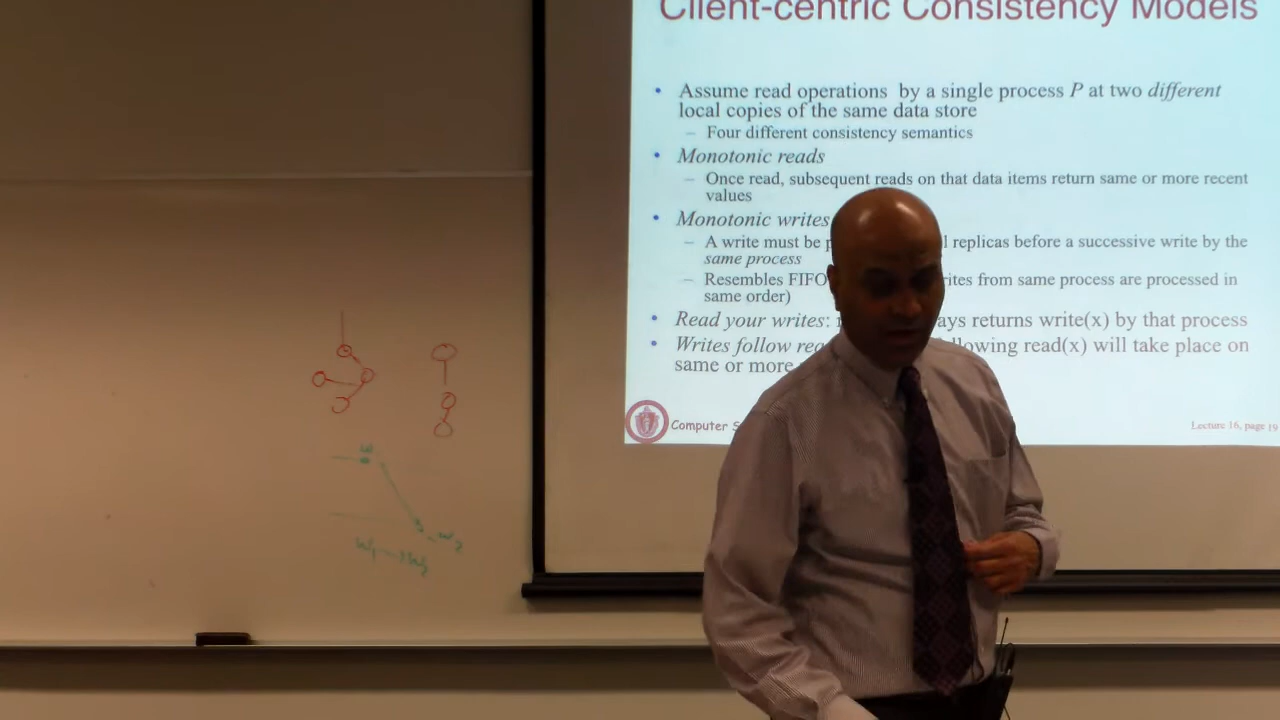 Client-centric Consistency Models
• Assume read operations by a single process P at two different
local copies of the same data store
– Four different consistency semantics
• Monotonic reads
– Once read, subsequent reads on that data items return same or more recent
values
• Monotonic writes
– A write must be replicas before a successive write by the
same process
– Resembles FIFO from same process are processed in
same order)
• Read your writes: returns write(x) by that process
• Writes follow read(x) will take place on
same or more
Computer
Lecture 16, page 19